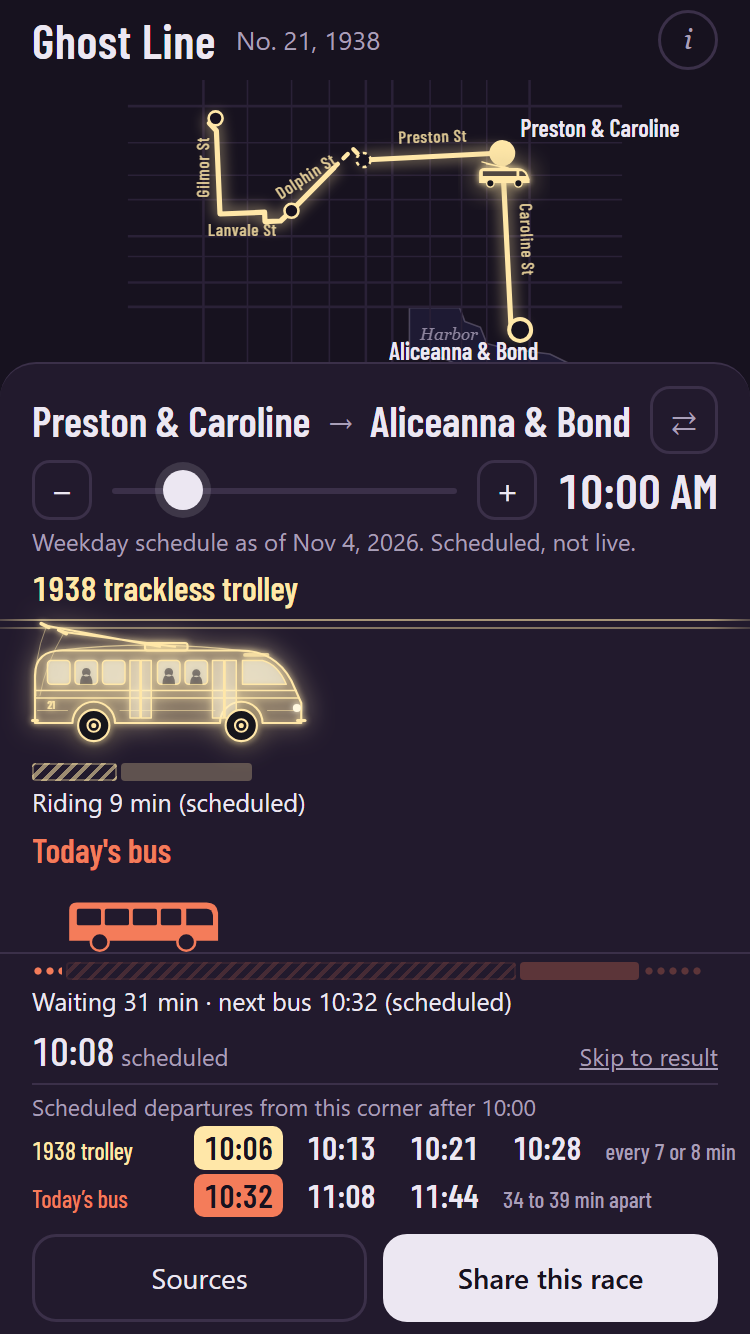 Ghost Line No. 21, 1938 i
Preston & Caroline
Preston St
Gilmor St
Dolphin St
Lanvale St
Caroline St
Harbor
Aliceanna & Bond
Preston & Caroline → Aliceanna & Bond ⇄
− + 10:00 AM
Weekday schedule as of Nov 4, 2026. Scheduled, not live.
1938 trackless trolley
21
Riding 9 min (scheduled)
Today's bus
Waiting 31 min · next bus 10:32 (scheduled)
10:08 scheduled Skip to result
Scheduled departures from this corner after 10:00
1938 trolley 10:06 10:13 10:21 10:28 every 7 or 8 min
Today’s bus 10:32 11:08 11:44 34 to 39 min apart
Sources Share this race